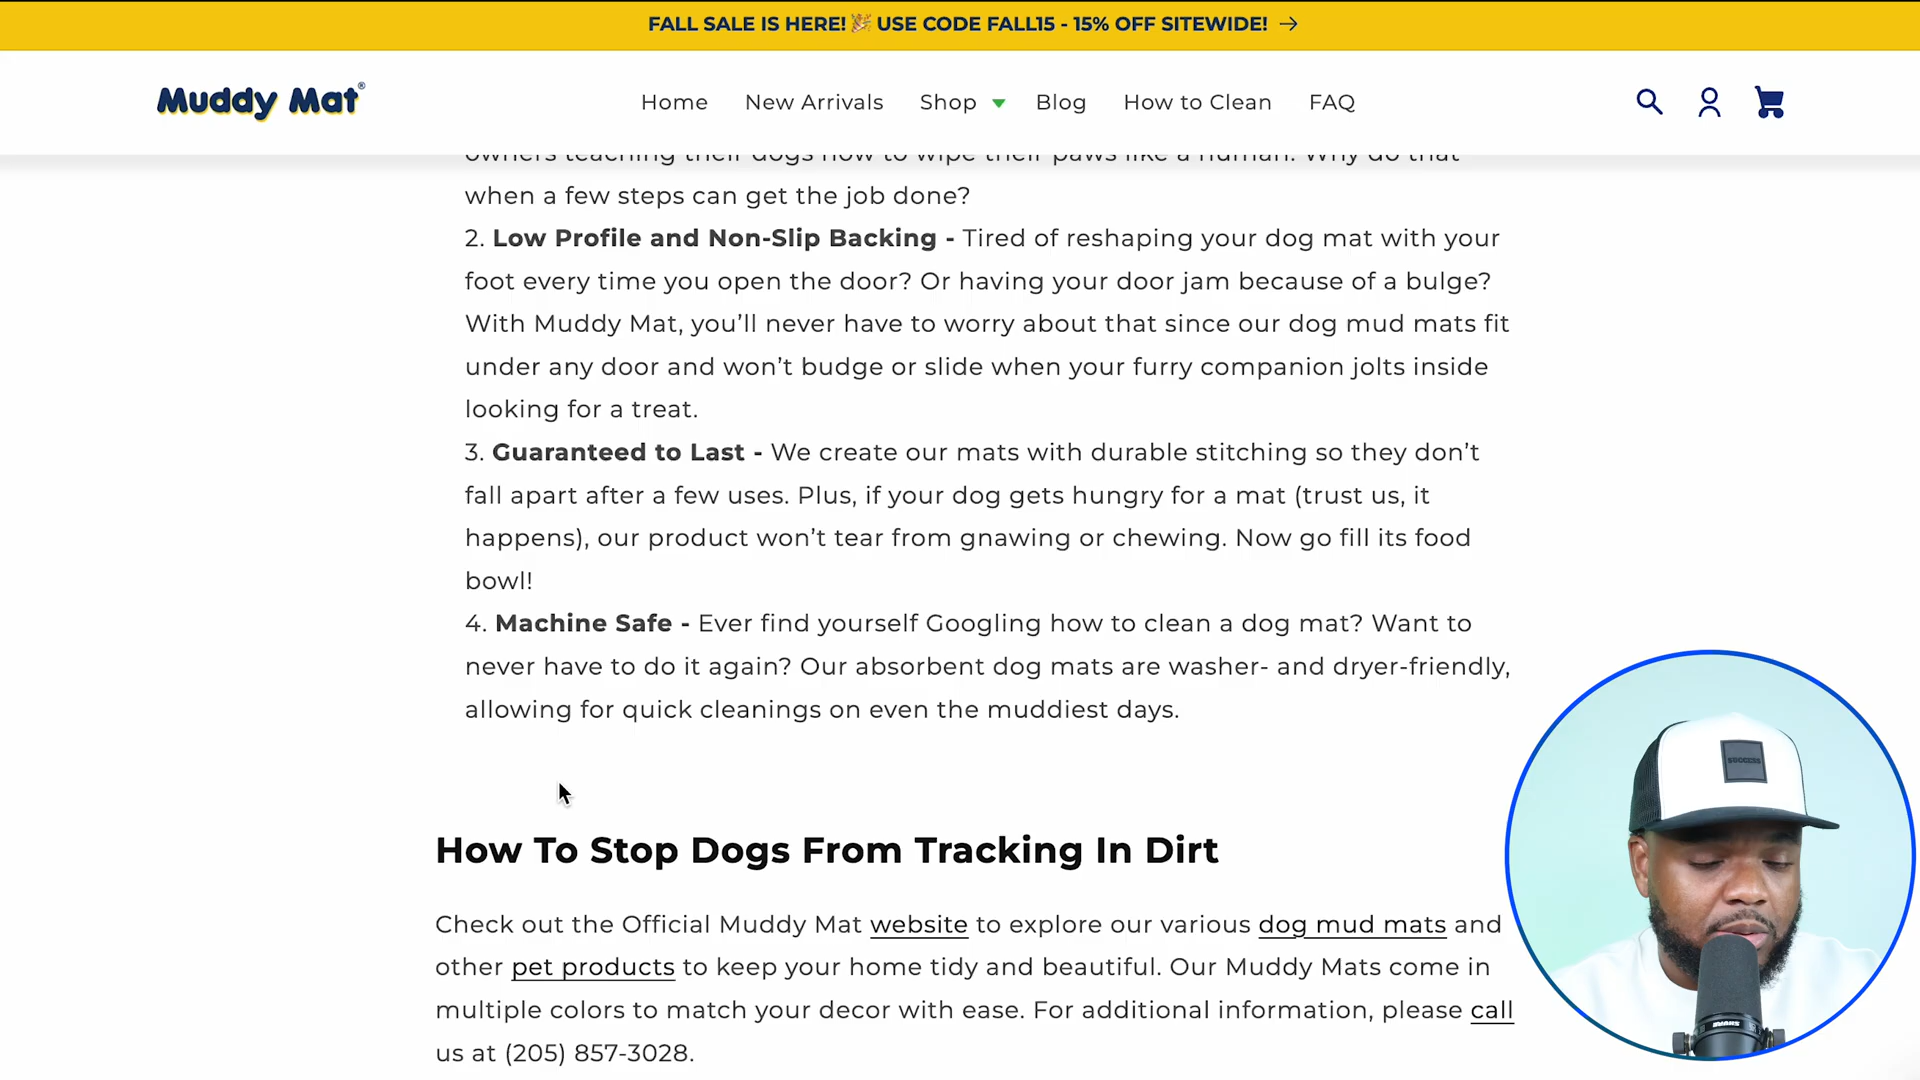 FALL SALE IS HERE! 🎉 USE CODE FALL15 - 15% OFF SITEWIDE! →
Muddy Mat®
Home New Arrivals Shop Blog How to Clean FAQ
owners teaching their dogs how to wipe their paws like a human. Why do that
when a few steps can get the job done?
2. Low Profile and Non-Slip Backing - Tired of reshaping your dog mat with your
foot every time you open the door? Or having your door jam because of a bulge?
With Muddy Mat, you’ll never have to worry about that since our dog mud mats fit
under any door and won’t budge or slide when your furry companion jolts inside
looking for a treat.
3. Guaranteed to Last - We create our mats with durable stitching so they don’t
fall apart after a few uses. Plus, if your dog gets hungry for a mat (trust us, it
happens), our product won’t tear from gnawing or chewing. Now go fill its food
bowl!
4. Machine Safe - Ever find yourself Googling how to clean a dog mat? Want to
never have to do it again? Our absorbent dog mats are washer- and dryer-friendly,
allowing for quick cleanings on even the muddiest days.
How To Stop Dogs From Tracking In Dirt
Check out the Official Muddy Mat website to explore our various dog mud mats and
other pet products to keep your home tidy and beautiful. Our Muddy Mats come in
multiple colors to match your decor with ease. For additional information, please call
us at (205) 857-3028.
SUCCESS